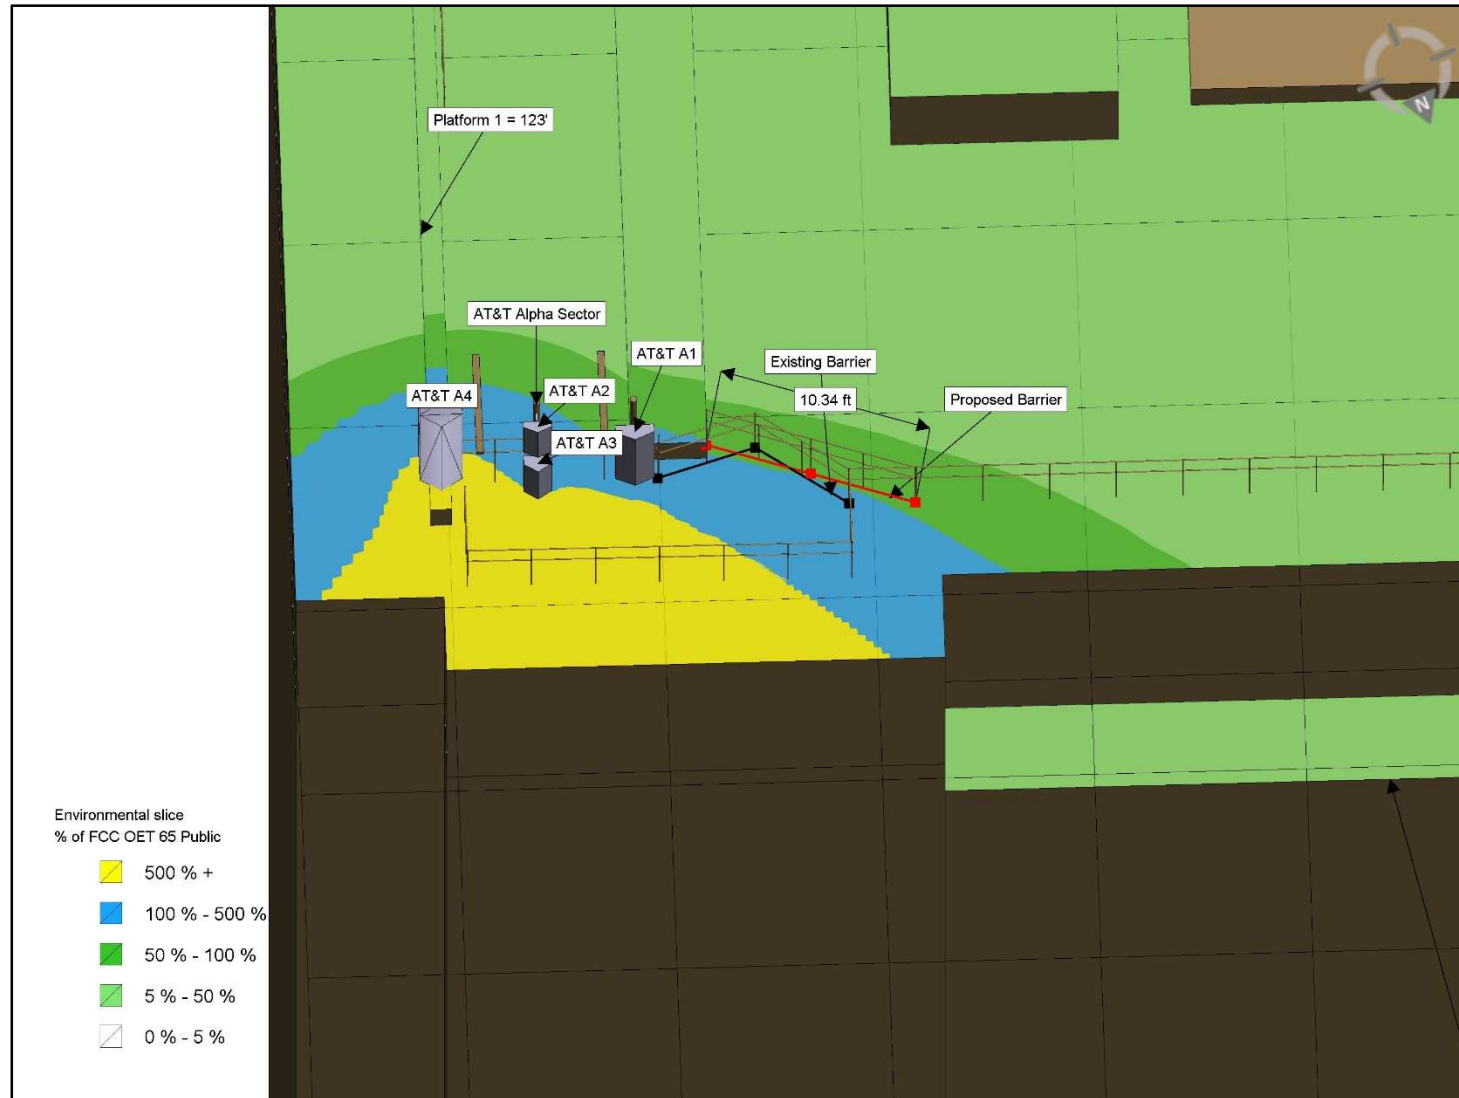 N
Platform 1 = 123'
AT&T Alpha Sector
AT&T A1
Existing Barrier
AT&T A4
AT&T A2
10.34 ft
Proposed Barrier
AT&T A3
Environmental slice
% of FCC OET 65 Public
500 % +
100 % - 500 %
50 % - 100 %
5 % - 50 %
0 % - 5 %